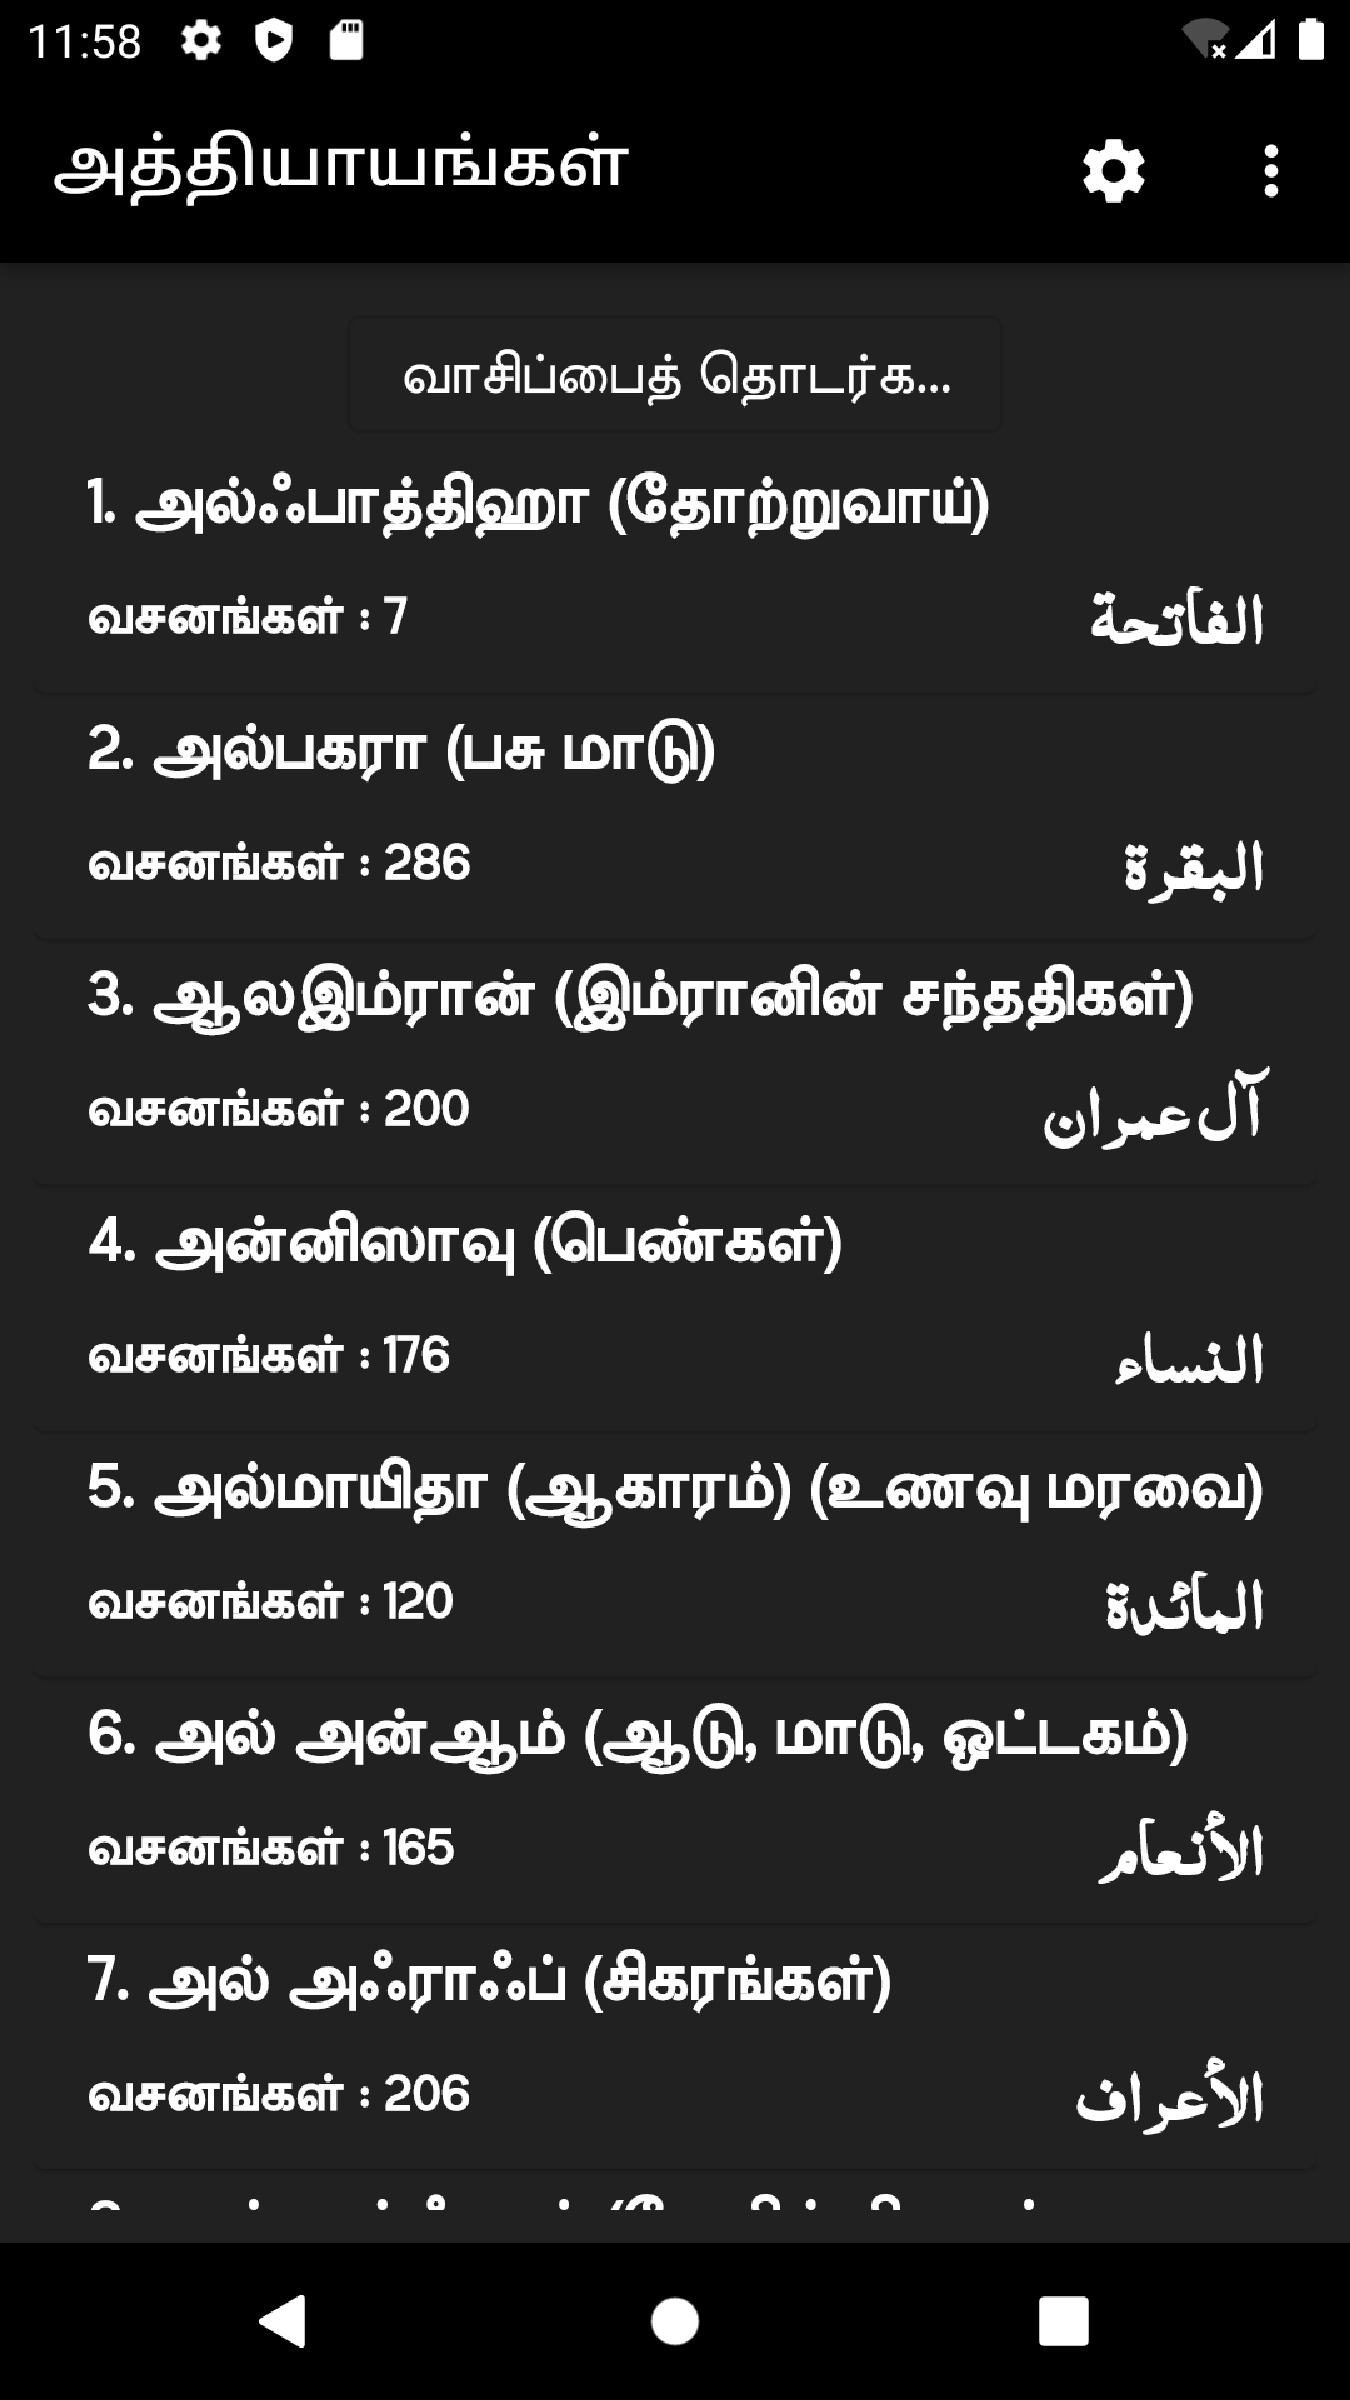 11:58
அத்தியாயங்கள்
வாசிப்பைத் தொடர்க...
1. அல்ஃபாத்திஹா (தோற்றுவாய்)
வசனங்கள் : 7
الفاتحة
2. அல்பகரா (பசு மாடு)
வசனங்கள் : 286
البقرة
3. ஆலஇம்ரான் (இம்ரானின் சந்ததிகள்)
வசனங்கள் : 200
آل عمران
4. அன்னிஸாவு (பெண்கள்)
வசனங்கள் : 176
النساء
5. அல்மாயிதா (ஆகாரம்) (உணவு மரவை)
வசனங்கள் : 120
المائدة
6. அல் அன்ஆம் (ஆடு, மாடு, ஒட்டகம்)
வசனங்கள் : 165
الأنعام
7. அல் அஃராஃப் (சிகரங்கள்)
வசனங்கள் : 206
الأعراف